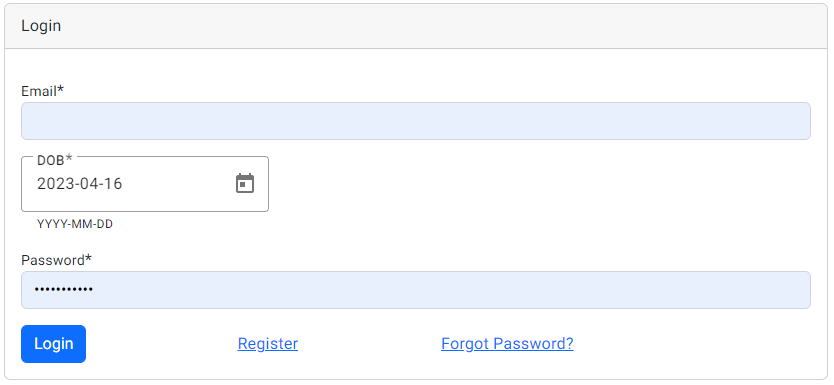 Login
Email*
DOB*
2023-04-16
YYYY-MM-DD
Password*
•••••••••••
Login Register Forgot Password?